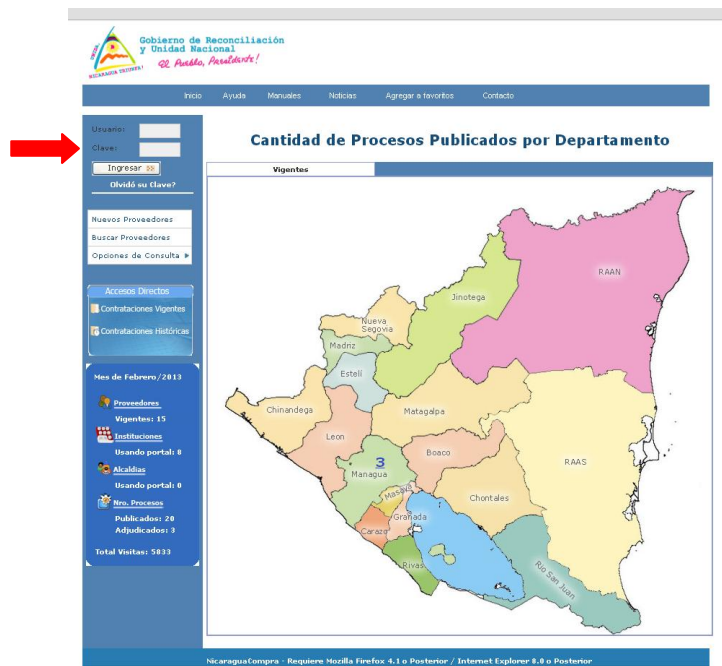 Gobierno de Reconciliación
y Unidad Nacional
El Pueblo, Presidente!
NICARAGUA TRIUNFA!
Inicio Ayuda Manuales Noticias Agregar a favoritos Contacto
Usuario:
Clave:
Ingresar
Olvidó su Clave?
Nuevos Proveedores
Buscar Proveedores
Opciones de Consulta
Accesos Directos
Contrataciones Vigentes
Contrataciones Históricas
Mes de Febrero/2013
Proveedores
Vigentes: 15
Instituciones
Usando portal: 8
Alcaldias
Usando portal: 0
Nro. Procesos
Publicados: 20
Adjudicados: 3
Total Visitas: 5833
Cantidad de Procesos Publicados por Departamento
Vigentes
RAAN
Jinotega
Nueva
Segovia
Madriz
Estelí
Chinandega
Matagalpa
Leon
Boaco
3
Managua
RAAS
Masaya
Chontales
Granada
Carazo
Rivas
Rio San Juan
NicaraguaCompra - Requiere Mozilla Firefox 4.1 o Posterior / Internet Explorer 8.0 o Posterior